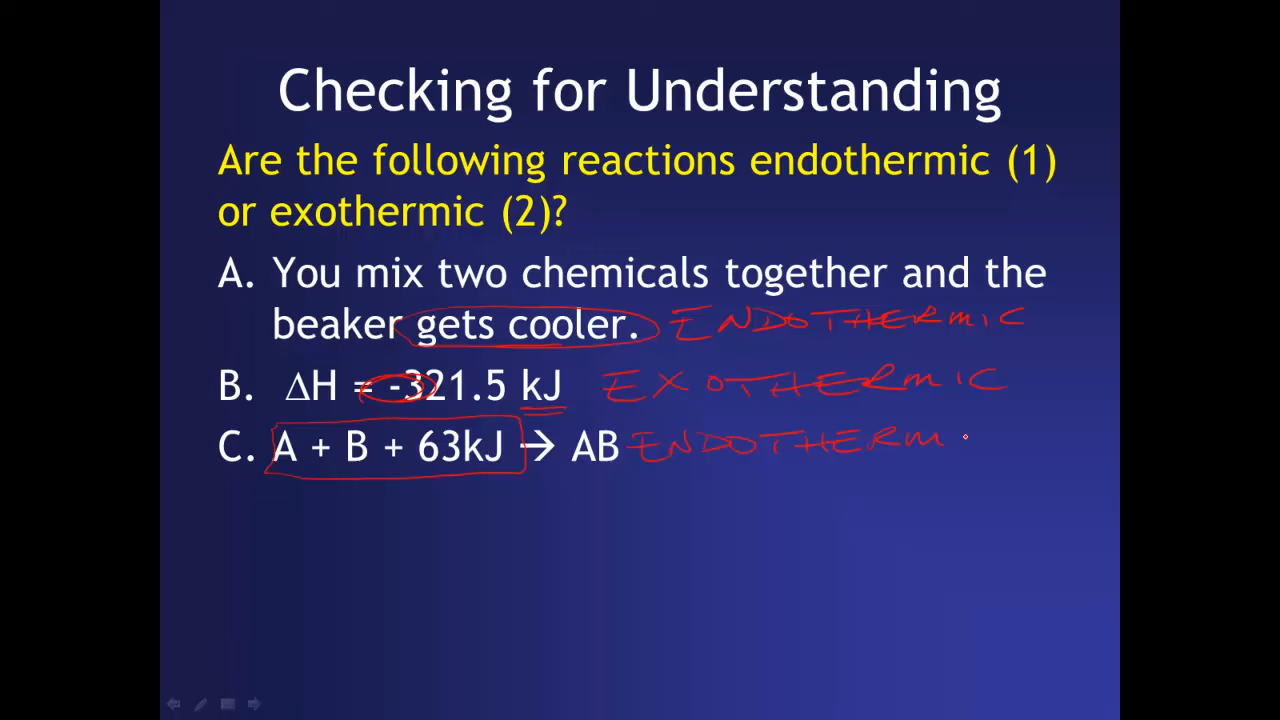 Checking for Understanding
Are the following reactions endothermic (1)
or exothermic (2)?
A. You mix two chemicals together and the
beaker gets cooler. ENDOTHERMIC
B. ΔH = -321.5 kJ EXOTHERMIC
C. A + B + 63kJ → AB ENDOTHERM